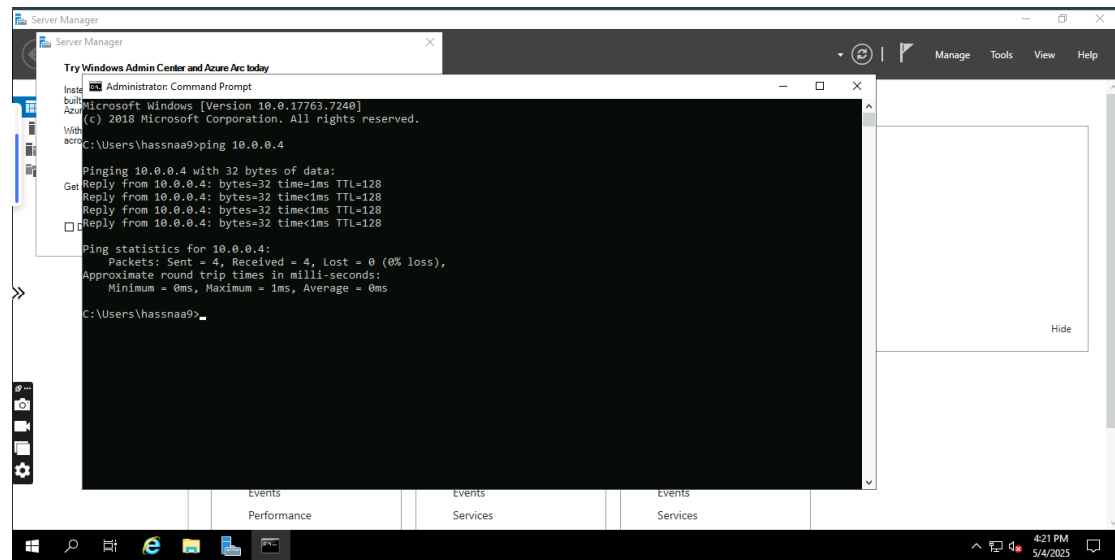 Server Manager
Server Manager
Manage Tools View Help
Try Windows Admin Center and Azure Arc today
Administrator: Command Prompt
Microsoft Windows [Version 10.0.17763.7240]
(c) 2018 Microsoft Corporation. All rights reserved.
C:\Users\hassnaa9>ping 10.0.0.4
Pinging 10.0.0.4 with 32 bytes of data:
Reply from 10.0.0.4: bytes=32 time=1ms TTL=128
Reply from 10.0.0.4: bytes=32 time<1ms TTL=128
Reply from 10.0.0.4: bytes=32 time<1ms TTL=128
Reply from 10.0.0.4: bytes=32 time<1ms TTL=128
Ping statistics for 10.0.0.4:
Packets: Sent = 4, Received = 4, Lost = 0 (0% loss),
Approximate round trip times in milli-seconds:
Minimum = 0ms, Maximum = 1ms, Average = 0ms
C:\Users\hassnaa9>
Get
Hide
Events Events Events
Performance Services Services
4:21 PM
5/4/2025